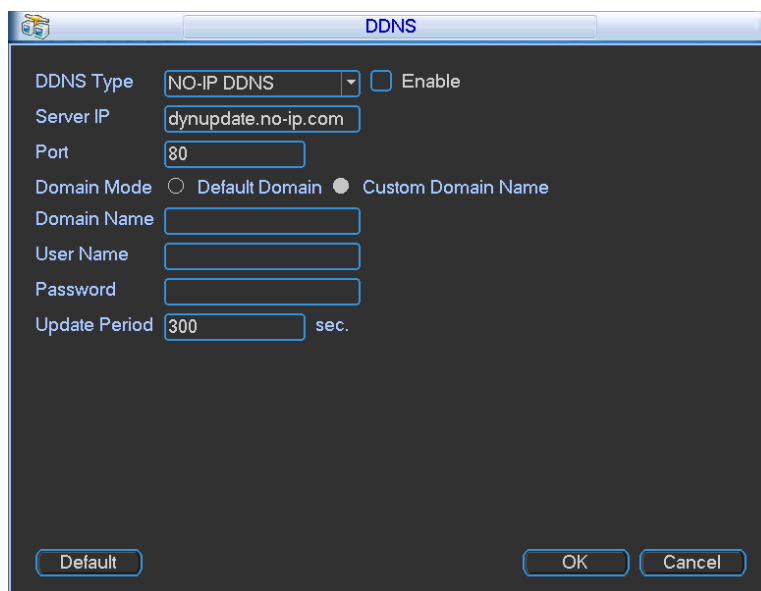 DDNS
DDNS Type NO-IP DDNS Enable
Server IP dynupdate.no-ip.com
Port 80
Domain Mode Default Domain Custom Domain Name
Domain Name
User Name
Password
Update Period 300 sec.
Default OK Cancel